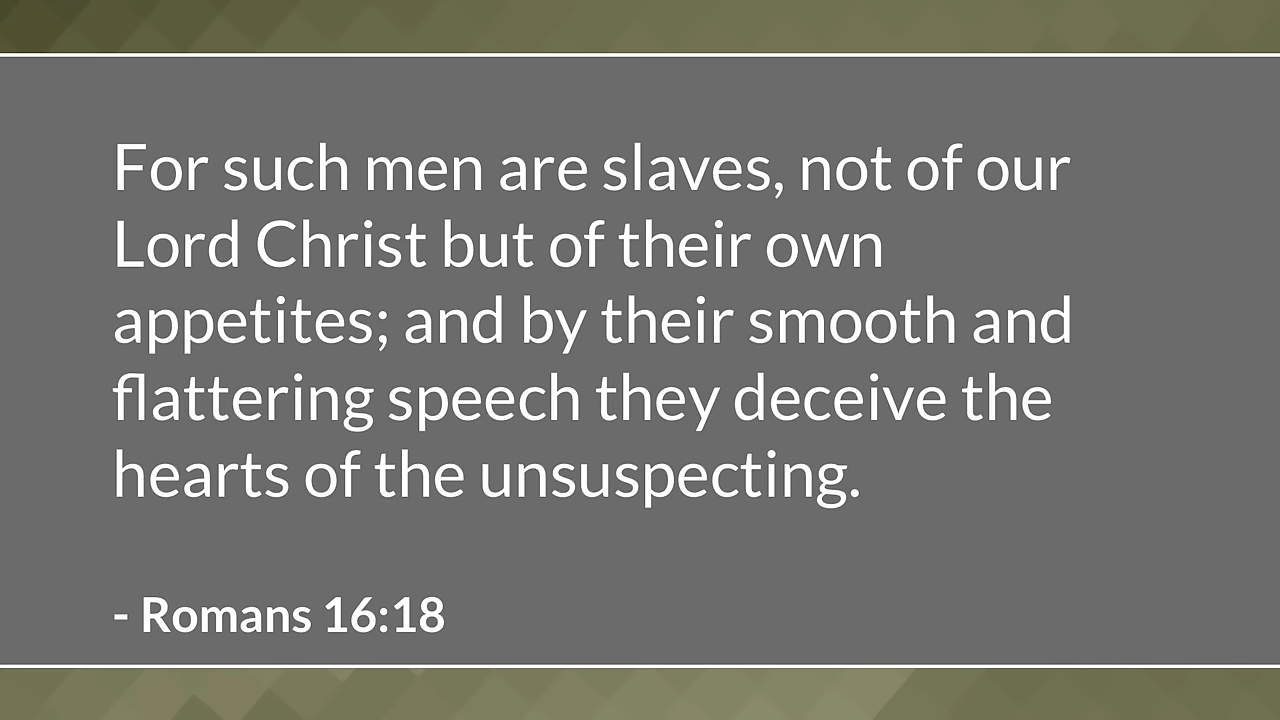 For such men are slaves, not of our
Lord Christ but of their own
appetites; and by their smooth and
flattering speech they deceive the
hearts of the unsuspecting.
- Romans 16:18